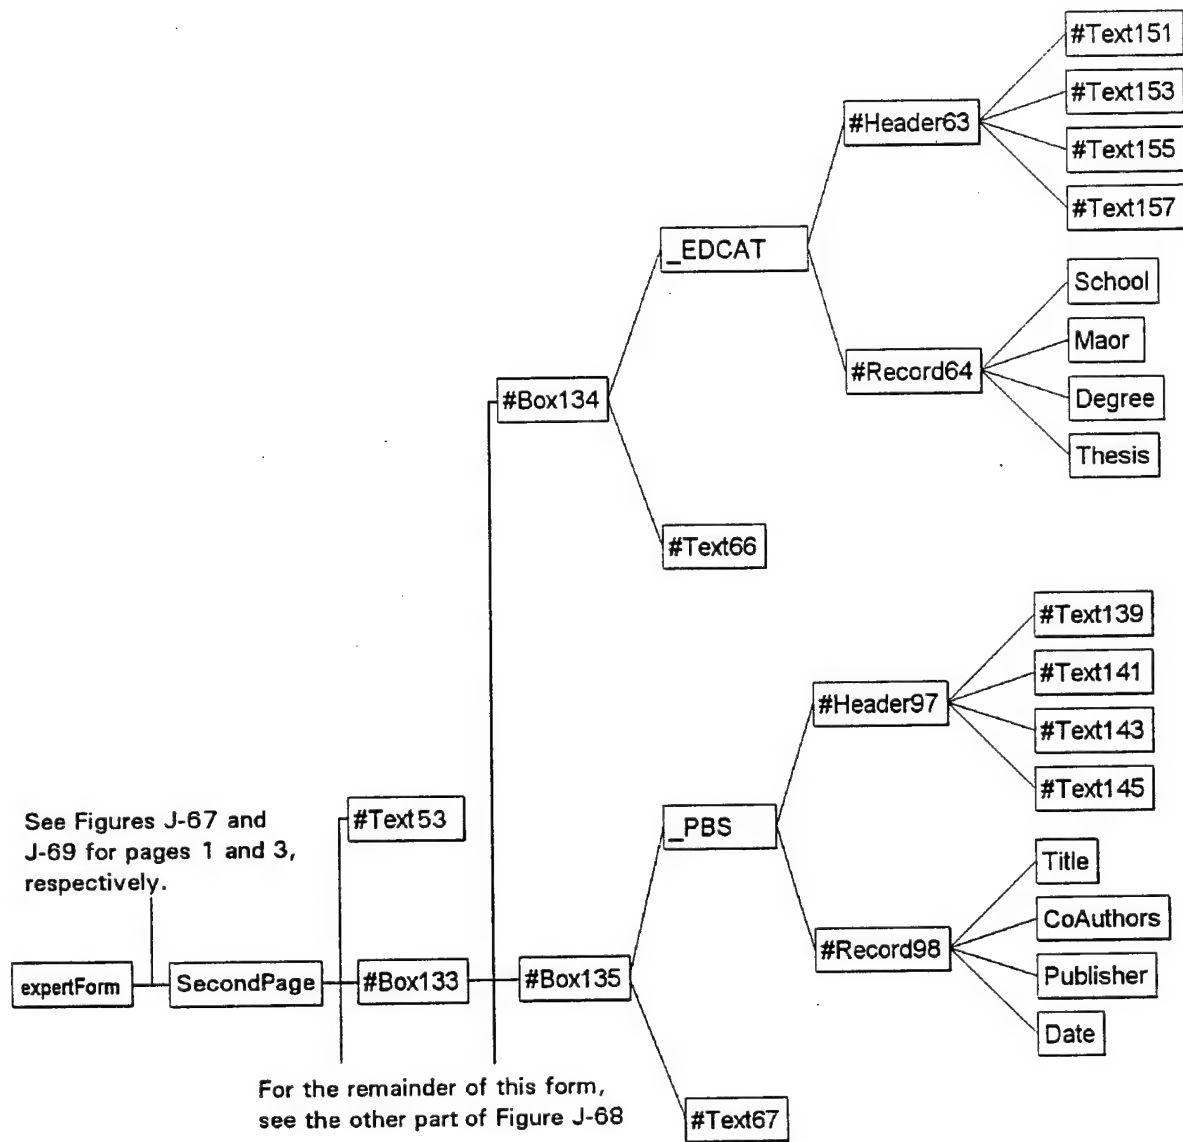 #Text151
#Text153
#Header63
#Text155
#Text157
_EDCAT
School
Maor
#Record64
#Box134
Degree
Thesis
#Text66
#Text139
#Text141
#Header97
#Text143
#Text145
See Figures J-67 and
J-69 for pages 1 and 3,
respectively.
#Text53
_PBS
Title
CoAuthors
#Record98
Publisher
Date
expertForm
SecondPage
#Box133
#Box135
For the remainder of this form,
see the other part of Figure J-68
#Text67